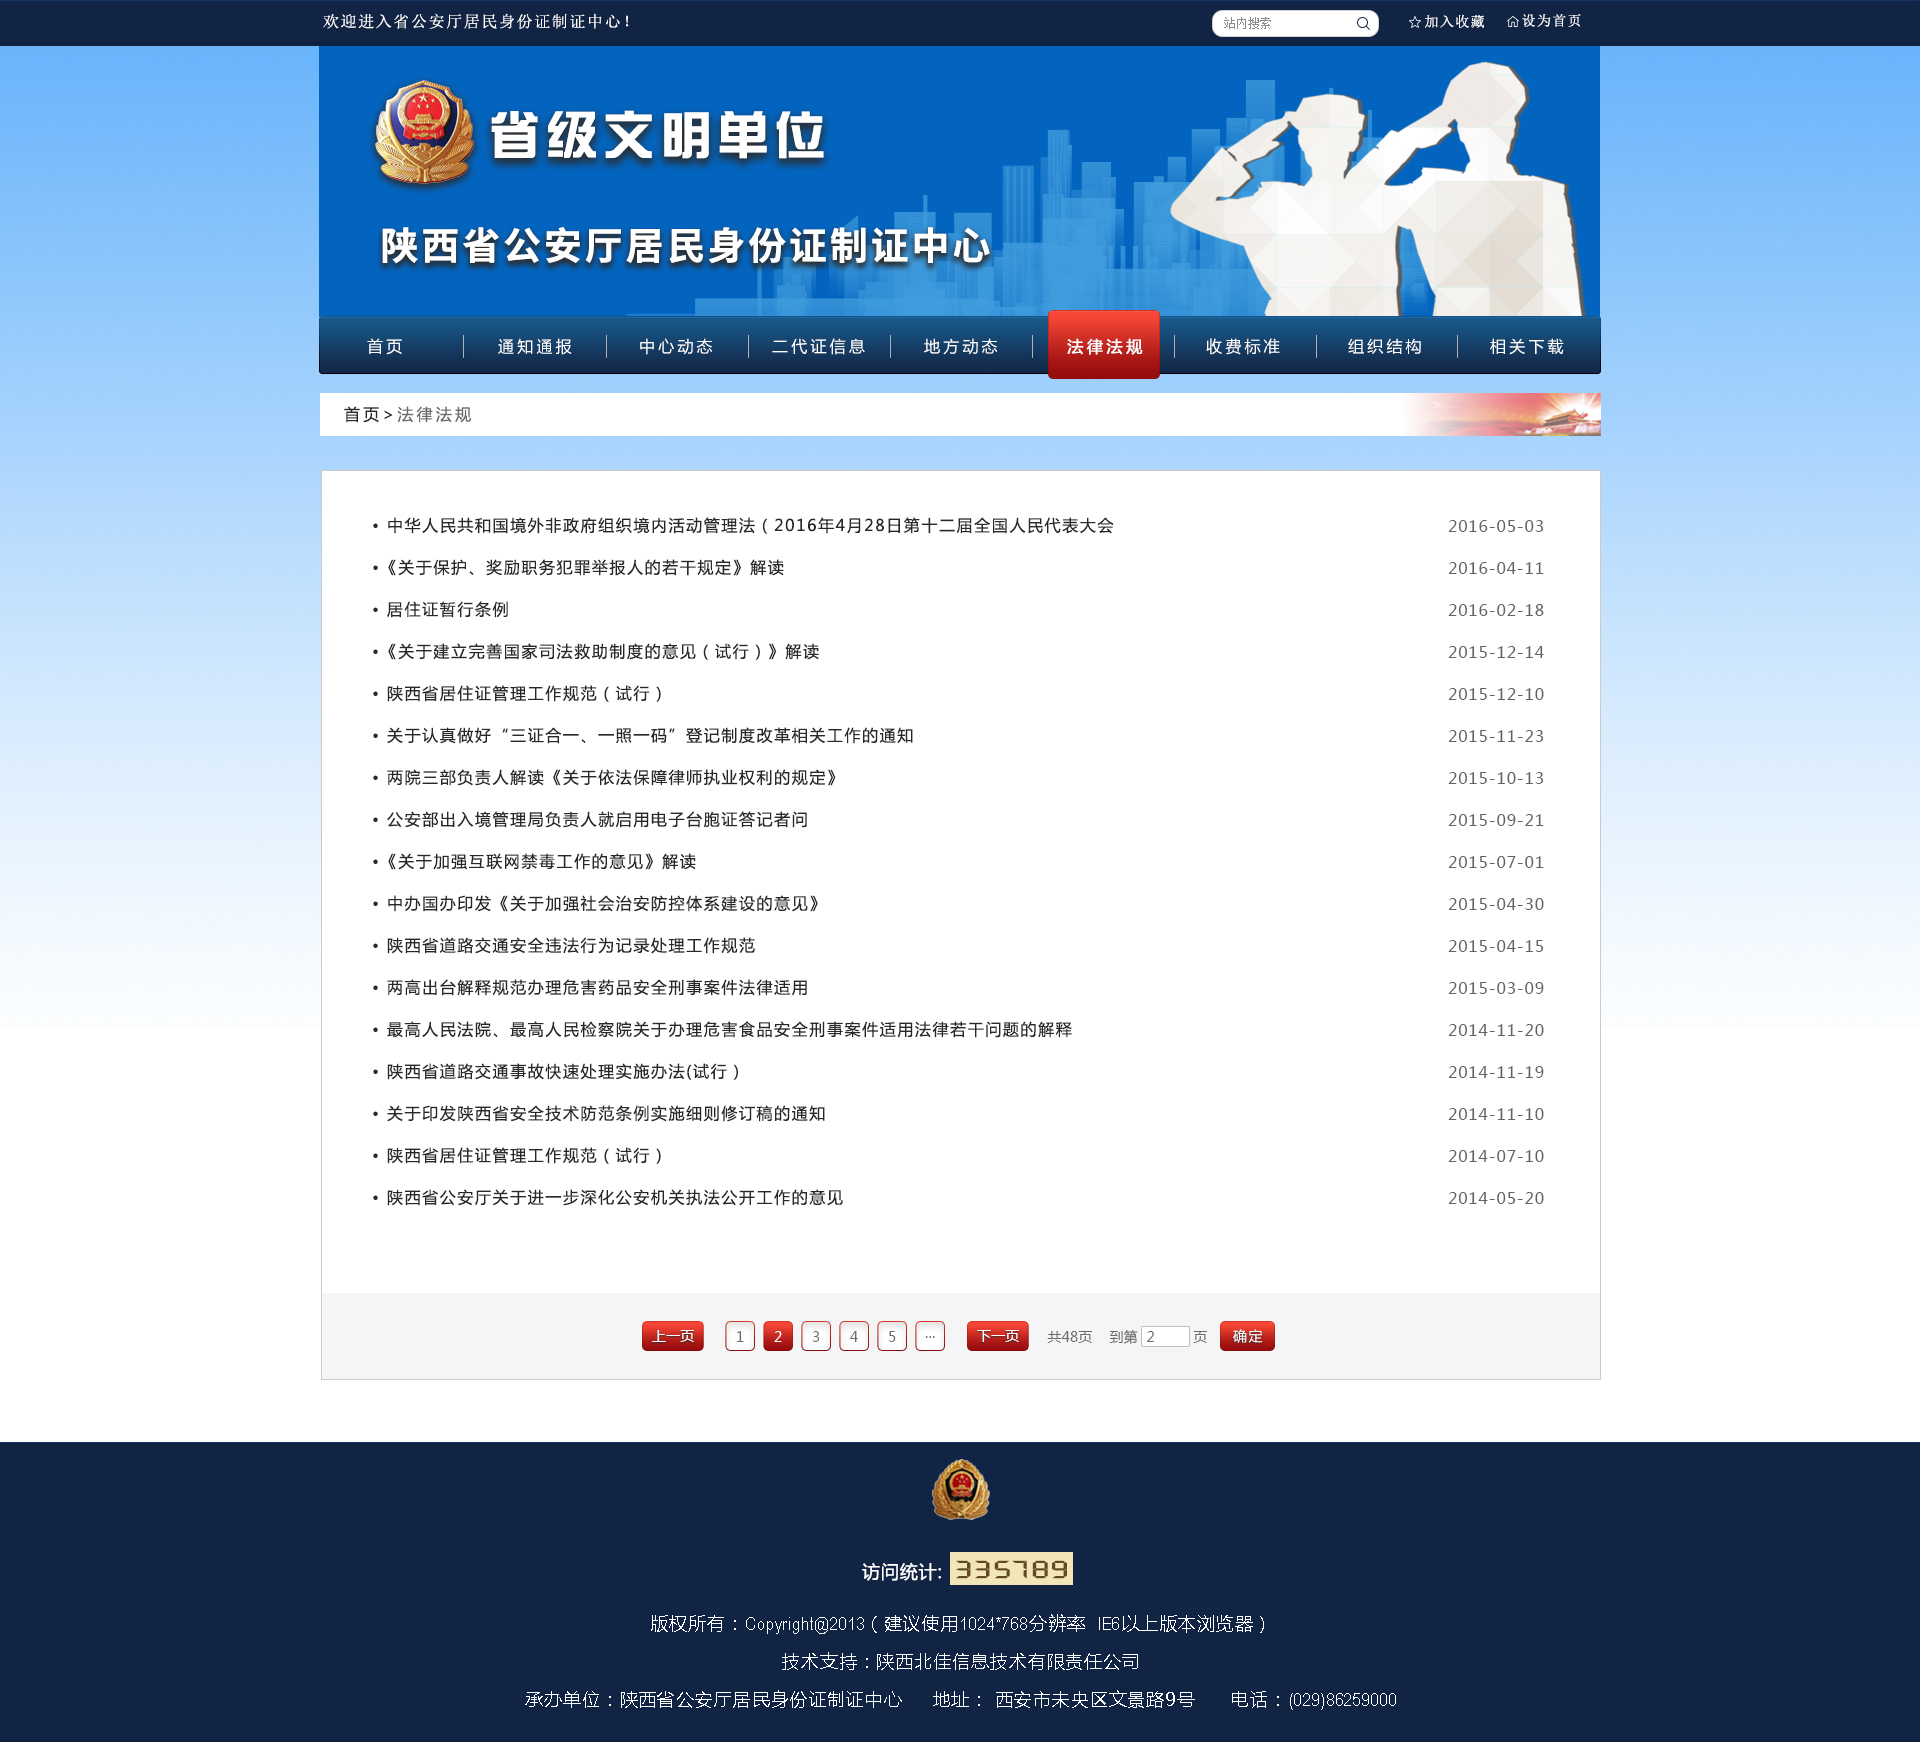 欢迎进入省公安厅居民身份证制证中心！
站内搜索
加入收藏 设为首页
省级文明单位
陕西省公安厅居民身份证制证中心
首页 通知通报 中心动态 二代证信息 地方动态 法律法规 收费标准 组织结构 相关下载
首页>法律法规
• 中华人民共和国境外非政府组织境内活动管理法（2016年4月28日第十二届全国人民代表大会 2016-05-03
•《关于保护、奖励职务犯罪举报人的若干规定》解读 2016-04-11
• 居住证暂行条例 2016-02-18
•《关于建立完善国家司法救助制度的意见（试行）》解读 2015-12-14
• 陕西省居住证管理工作规范（试行） 2015-12-10
• 关于认真做好“三证合一、一照一码”登记制度改革相关工作的通知 2015-11-23
• 两院三部负责人解读《关于依法保障律师执业权利的规定》 2015-10-13
• 公安部出入境管理局负责人就启用电子台胞证答记者问 2015-09-21
•《关于加强互联网禁毒工作的意见》解读 2015-07-01
• 中办国办印发《关于加强社会治安防控体系建设的意见》 2015-04-30
• 陕西省道路交通安全违法行为记录处理工作规范 2015-04-15
• 两高出台解释规范办理危害药品安全刑事案件法律适用 2015-03-09
• 最高人民法院、最高人民检察院关于办理危害食品安全刑事案件适用法律若干问题的解释 2014-11-20
• 陕西省道路交通事故快速处理实施办法(试行） 2014-11-19
• 关于印发陕西省安全技术防范条例实施细则修订稿的通知 2014-11-10
• 陕西省居住证管理工作规范（试行） 2014-07-10
• 陕西省公安厅关于进一步深化公安机关执法公开工作的意见 2014-05-20
上一页 1 2 3 4 5 ··· 下一页 共48页 到第 2 页 确定
访问统计: 335789
版权所有：Copyright@2013（建议使用1024*768分辨率 IE6以上版本浏览器）
技术支持：陕西北佳信息技术有限责任公司
承办单位：陕西省公安厅居民身份证制证中心 地址： 西安市未央区文景路9号 电话：(029)86259000